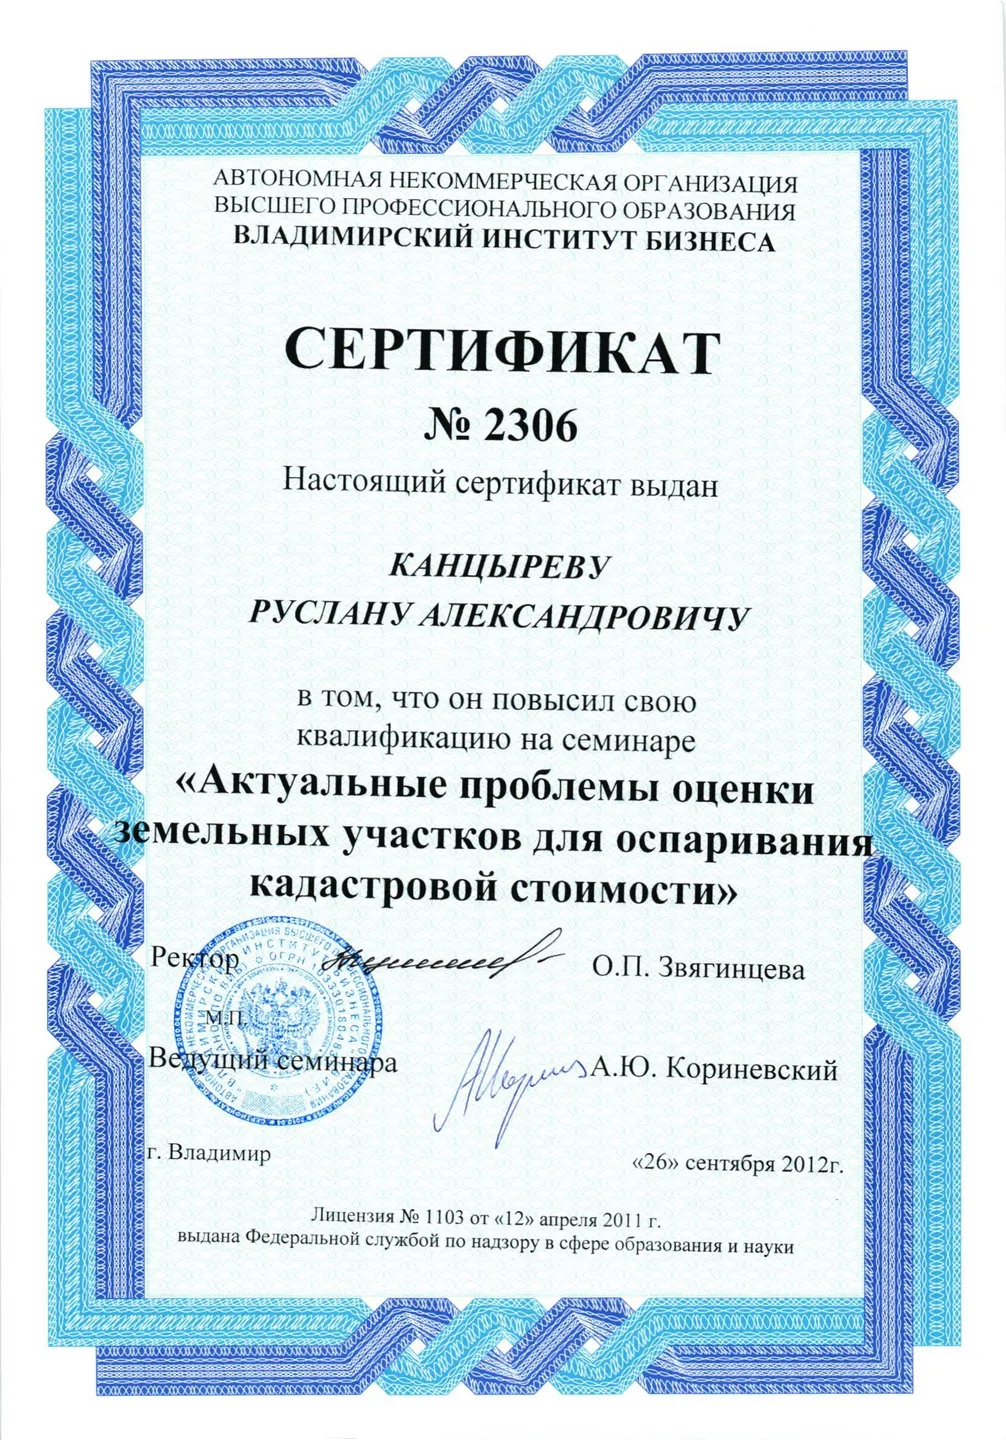 АВТОНОМНАЯ НЕКОММЕРЧЕСКАЯ ОРГАНИЗАЦИЯ
ВЫСШЕГО ПРОФЕССИОНАЛЬНОГО ОБРАЗОВАНИЯ
ВЛАДИМИРСКИЙ ИНСТИТУТ БИЗНЕСА
СЕРТИФИКАТ
№ 2306
Настоящий сертификат выдан
КАНЦЫРЕВУ
РУСЛАНУ АЛЕКСАНДРОВИЧУ
в том, что он повысил свою
квалификацию на семинаре
«Актуальные проблемы оценки
земельных участков для оспаривания
кадастровой стоимости»
Ректор О.П. Звягинцева
М.П.
Ведущий семинара А.Ю. Кориневский
г. Владимир «26» сентября 2012г.
Лицензия № 1103 от «12» апреля 2011 г.
выдана Федеральной службой по надзору в сфере образования и науки